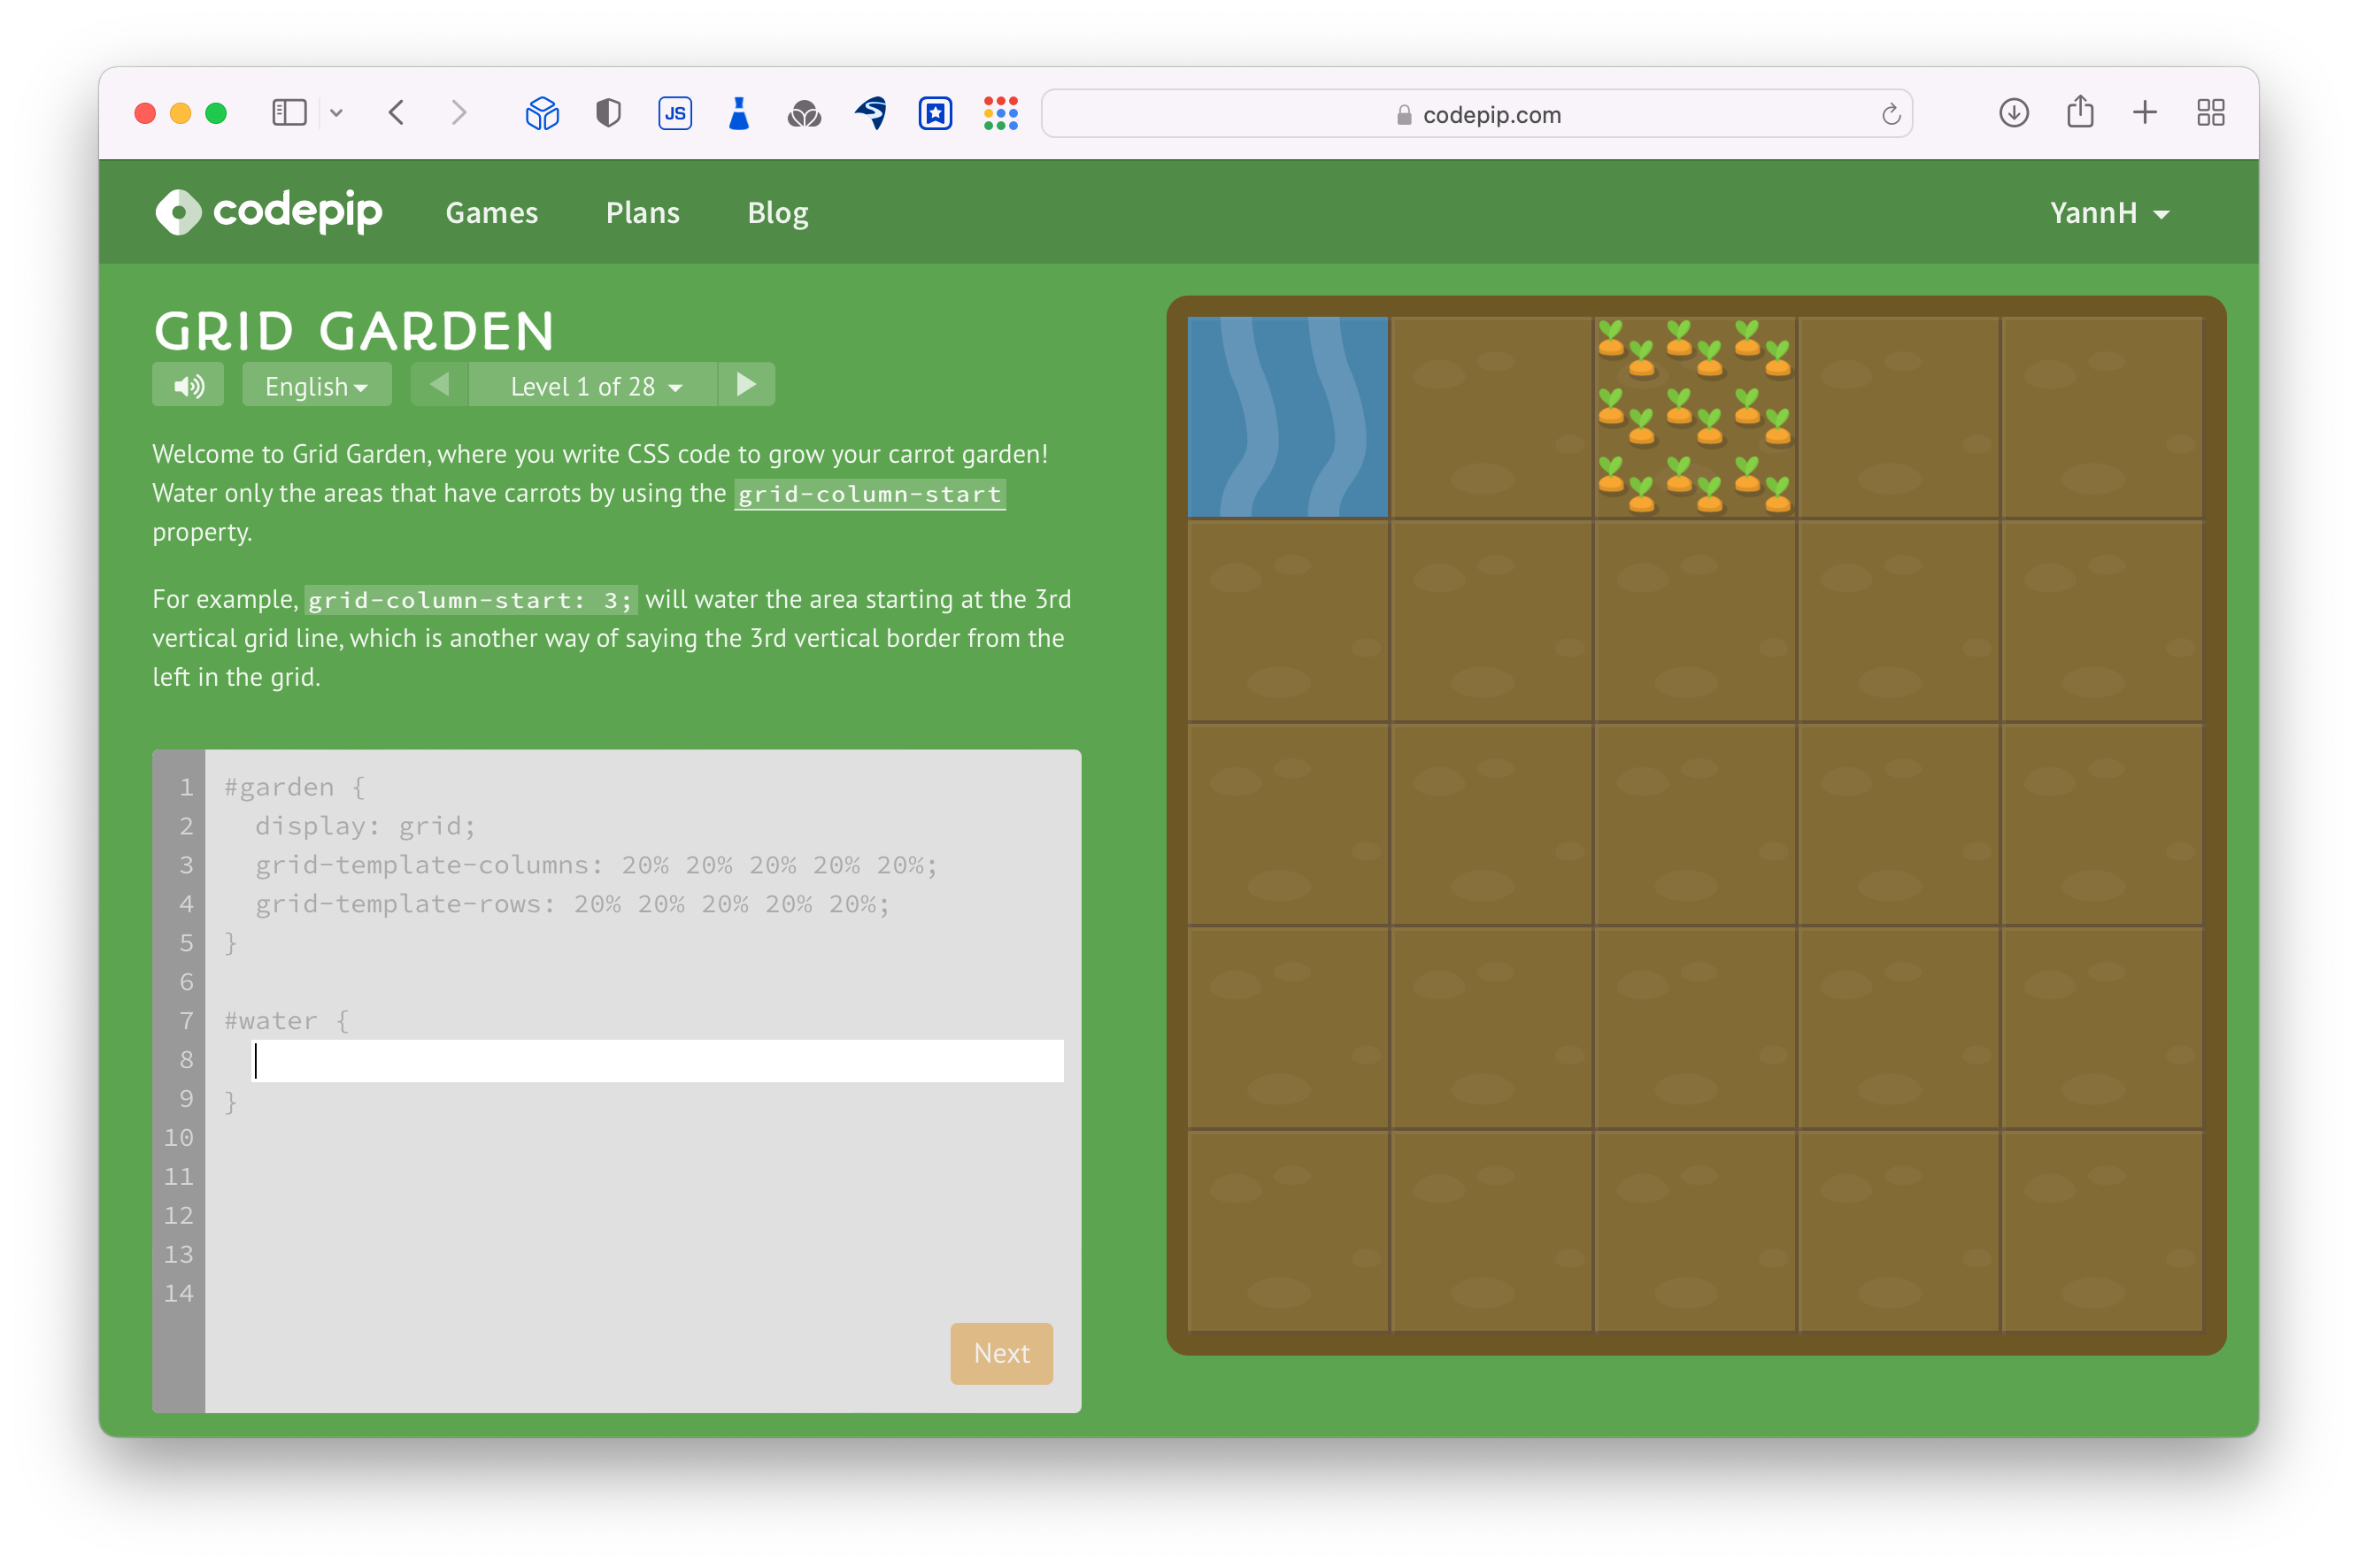 JS
codepip.com
codepip Games Plans Blog YannH
GRID GARDEN
English Level 1 of 28
Welcome to Grid Garden, where you write CSS code to grow your carrot garden!
Water only the areas that have carrots by using the grid-column-start
property.
For example, grid-column-start: 3; will water the area starting at the 3rd
vertical grid line, which is another way of saying the 3rd vertical border from the
left in the grid.
1 #garden {
2 display: grid;
3 grid-template-columns: 20% 20% 20% 20% 20%;
4 grid-template-rows: 20% 20% 20% 20% 20%;
5 }
6
7 #water {
8
9 }
10
11
12
13
14
Next